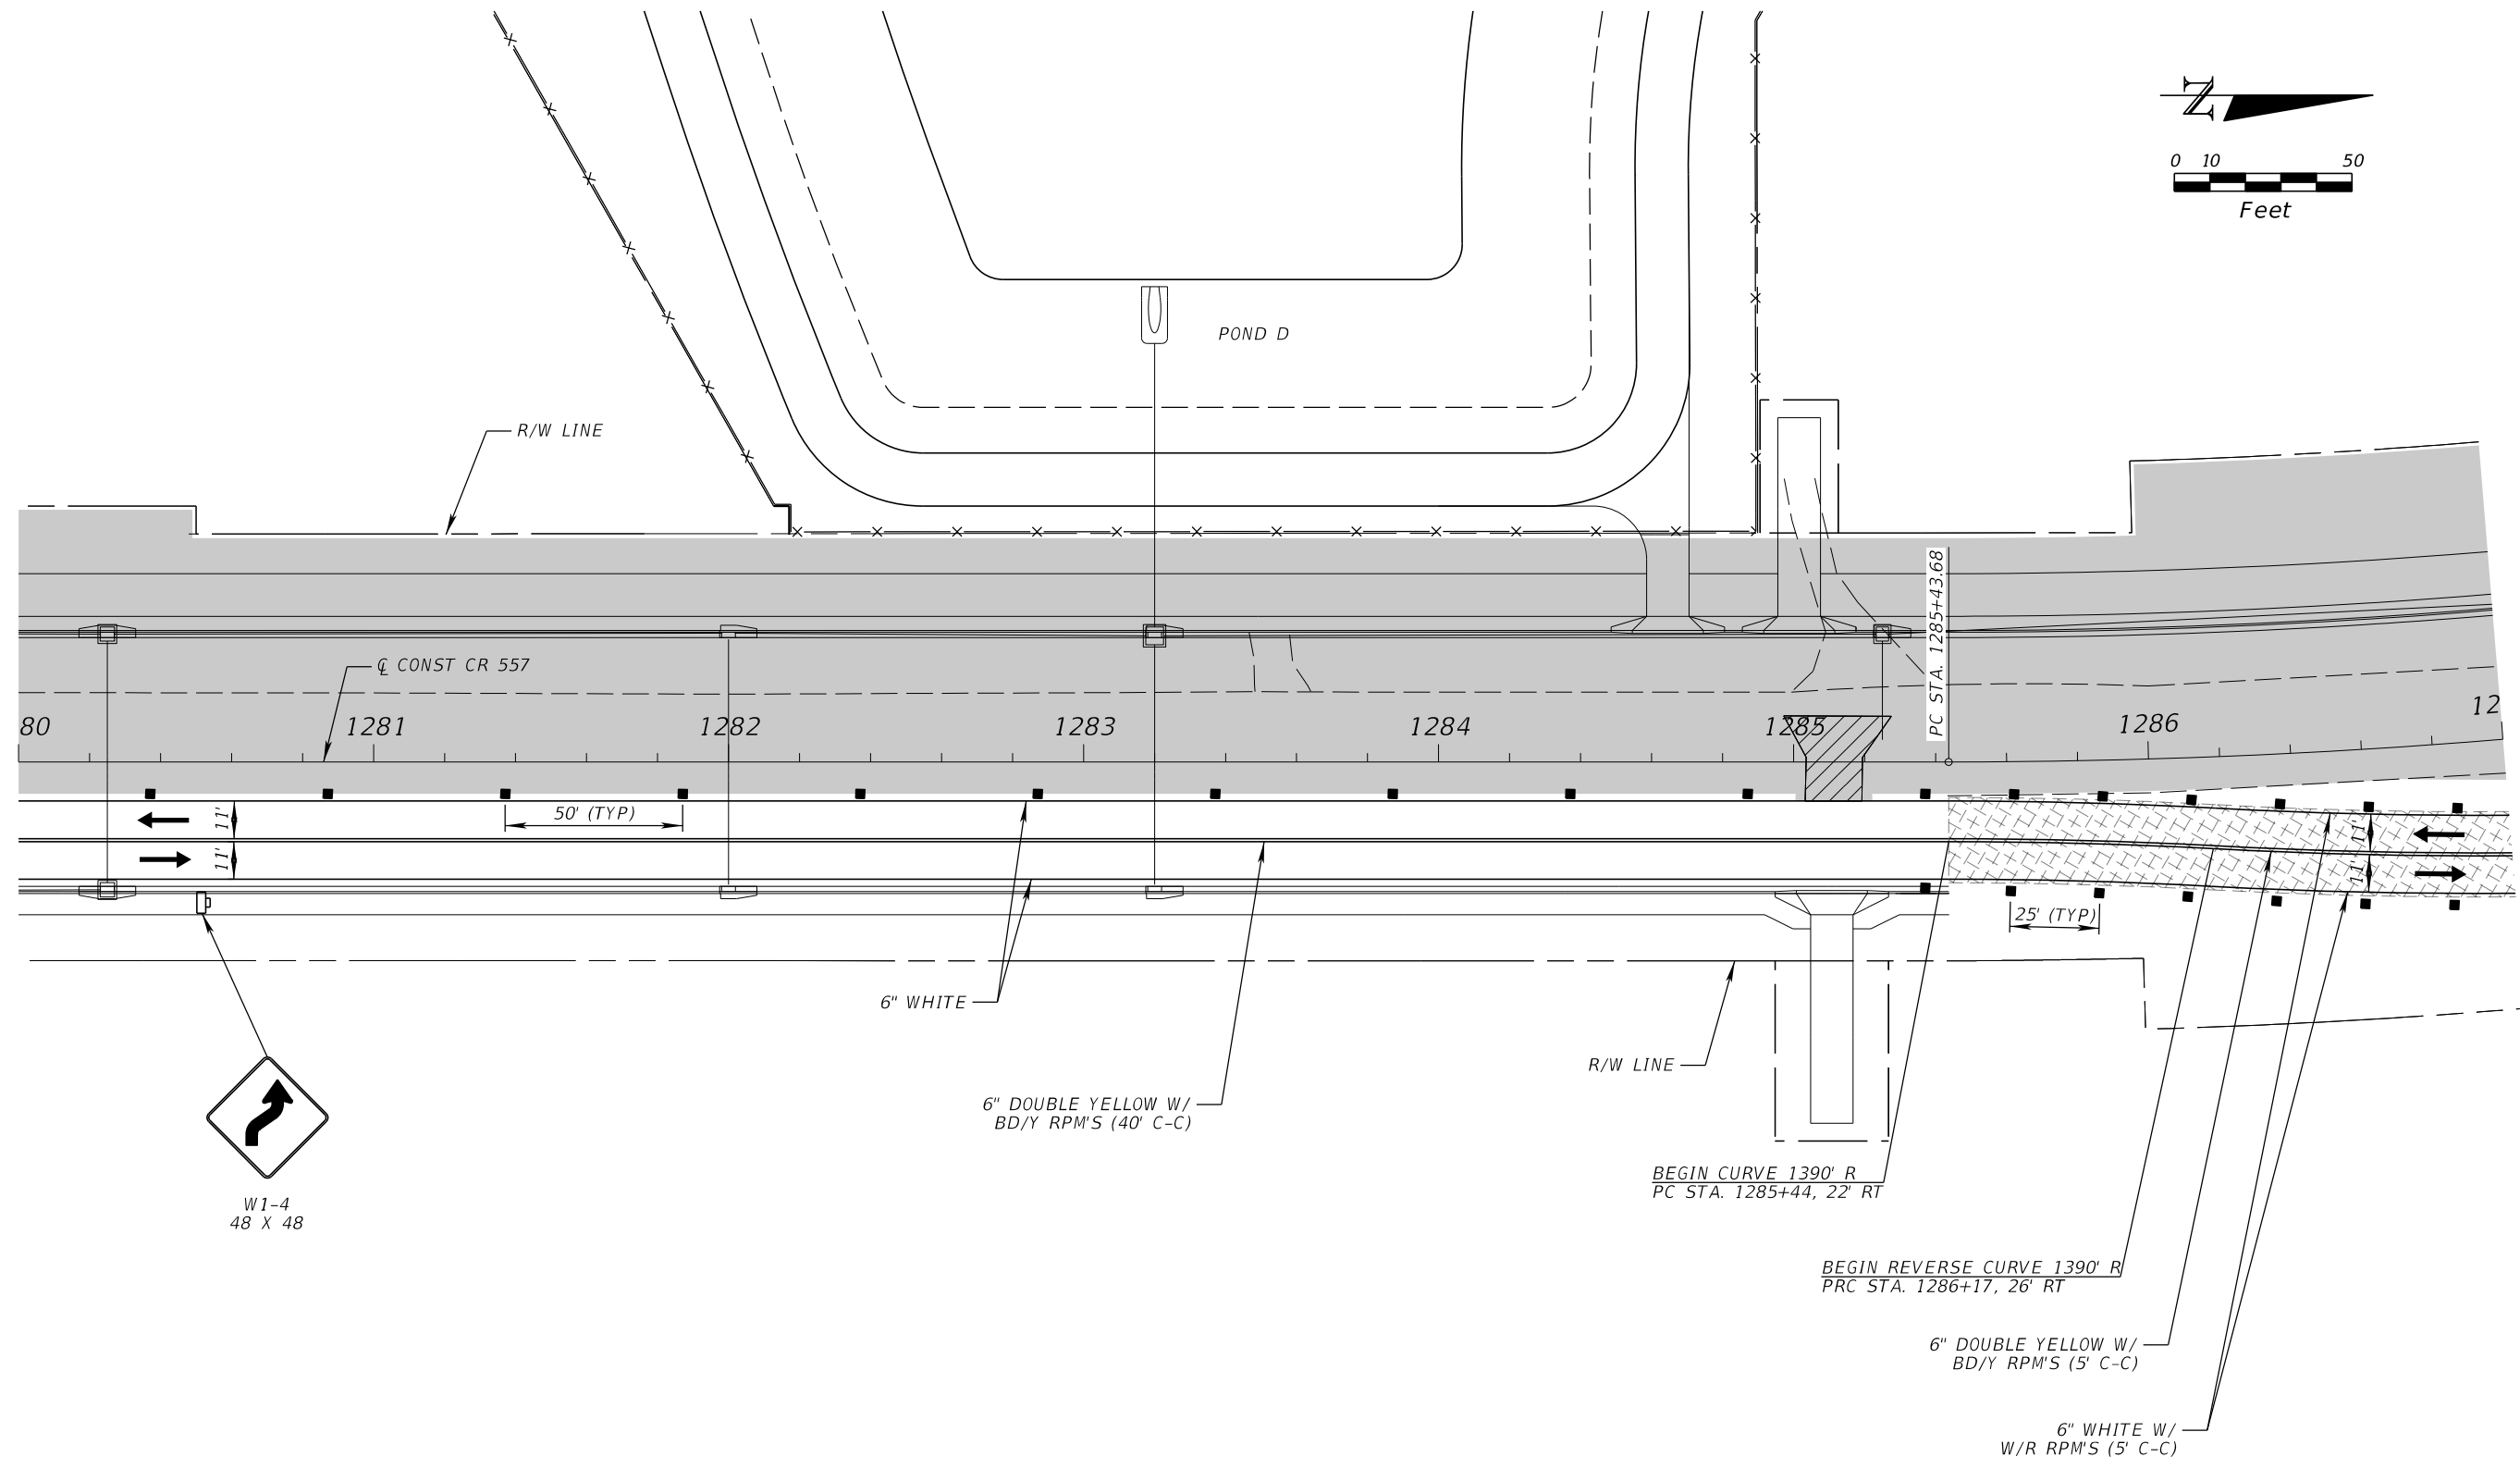 N
0 10 50
Feet
POND D
R/W LINE
PC STA. 1285+43.68
℄ CONST CR 557
80 1281 1282 1283 1284 1285 1286 12
50' (TYP)
11'
11'
11'
11'
25' (TYP)
6" WHITE
R/W LINE
6" DOUBLE YELLOW W/
BD/Y RPM'S (40' C-C)
BEGIN CURVE 1390' R
PC STA. 1285+44, 22' RT
W1-4
48 X 48
BEGIN REVERSE CURVE 1390' R
PRC STA. 1286+17, 26' RT
6" DOUBLE YELLOW W/
BD/Y RPM'S (5' C-C)
6" WHITE W/
W/R RPM'S (5' C-C)